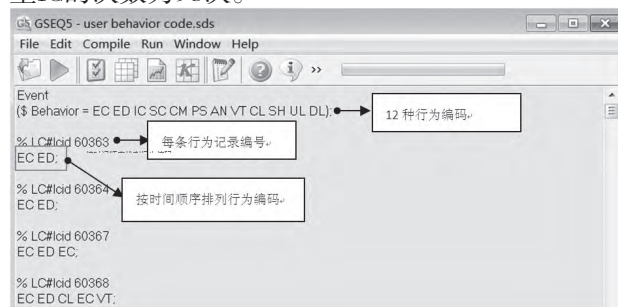 GSEQ5 - user behavior code.sds
File Edit Compile Run Window Help
Event
($ Behavior = EC ED IC SC CM PS AN VT CL SH UL DL);
12 种行为编码
% LC#lcid 60363
每条行为记录编号
EC ED;
% LC#lcid 60364
按时间顺序排列行为编码
EC ED;
% LC#lcid 60367
EC ED EC;
% LC#lcid 60368
EC ED CL EC VT;